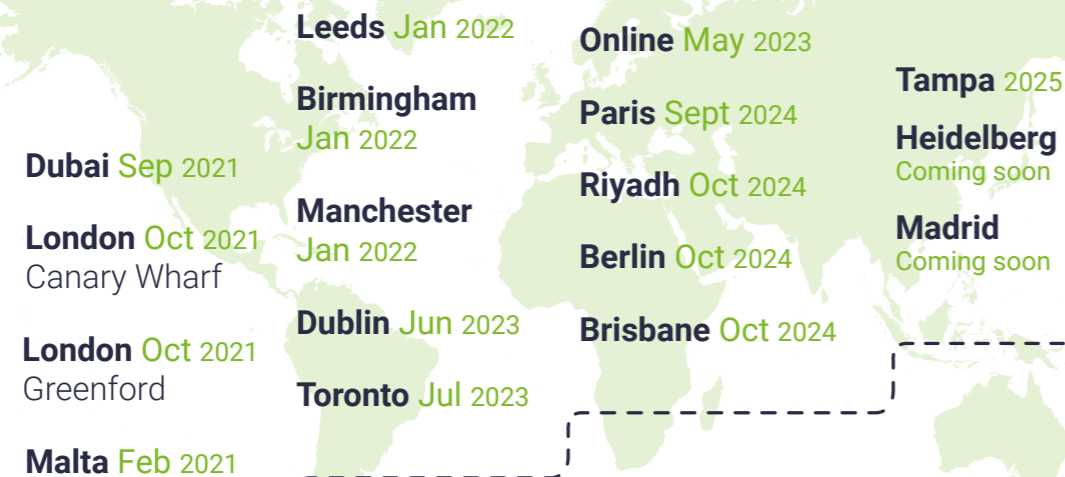 Dubai Sep 2021
London Oct 2021
Canary Wharf
London Oct 2021
Greenford
Malta Feb 2021
Leeds Jan 2022
Birmingham
Jan 2022
Manchester
Jan 2022
Dublin Jun 2023
Toronto Jul 2023
Online May 2023
Paris Sept 2024
Riyadh Oct 2024
Berlin Oct 2024
Brisbane Oct 2024
Tampa 2025
Heidelberg
Coming soon
Madrid
Coming soon